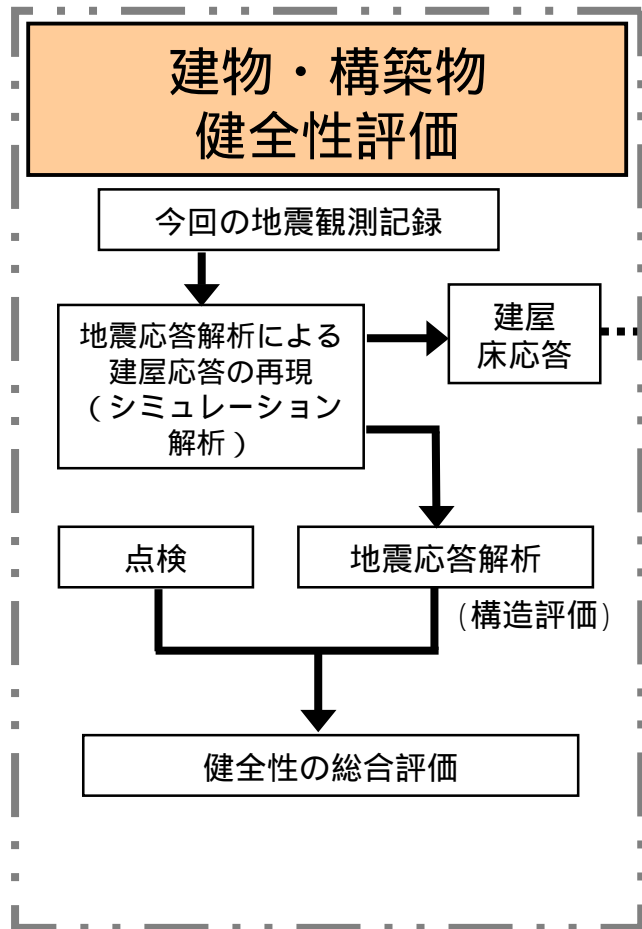 建物・構築物
健全性評価
今回の地震観測記録
地震応答解析による
建屋応答の再現
（シミュレーション
解析）
建屋
床応答
点検
地震応答解析
(構造評価)
健全性の総合評価